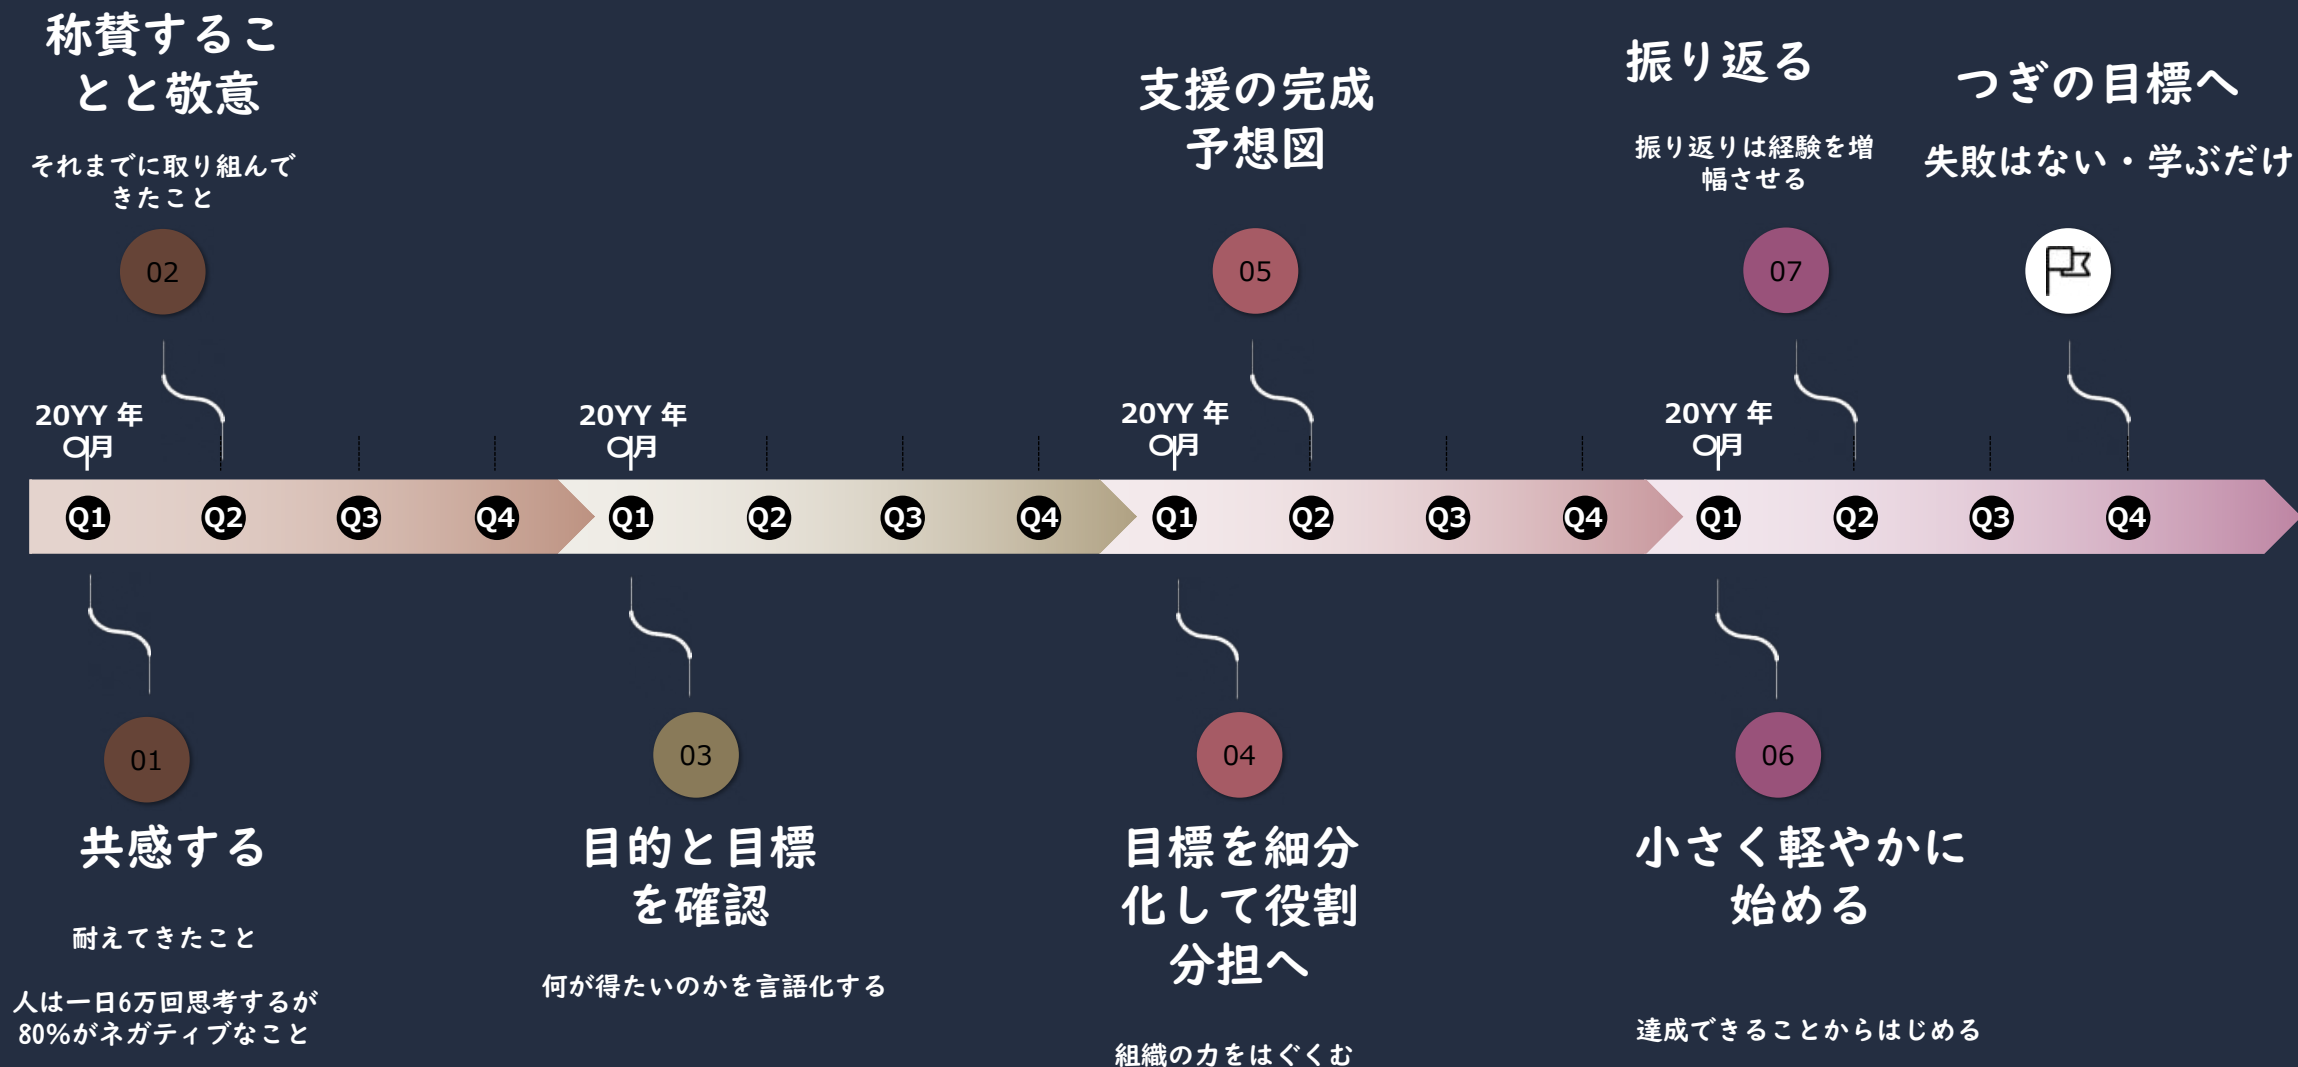 称賛するこ
とと敬意
それまでに取り組んで
きたこと
02
支援の完成
予想図
05
振り返る
振り返りは経験を増
幅させる
07
つぎの目標へ
失敗はない・学ぶだけ
20YY 年
〇月
20YY 年
〇月
20YY 年
〇月
20YY 年
〇月
Q1 Q2 Q3 Q4 Q1 Q2 Q3 Q4 Q1 Q2 Q3 Q4 Q1 Q2 Q3 Q4
01
共感する
耐えてきたこと
人は一日6万回思考するが
80%がネガティブなこと
03
目的と目標
を確認
何が得たいのかを言語化する
04
目標を細分
化して役割
分担へ
組織の力をはぐくむ
06
小さく軽やかに
始める
達成できることからはじめる